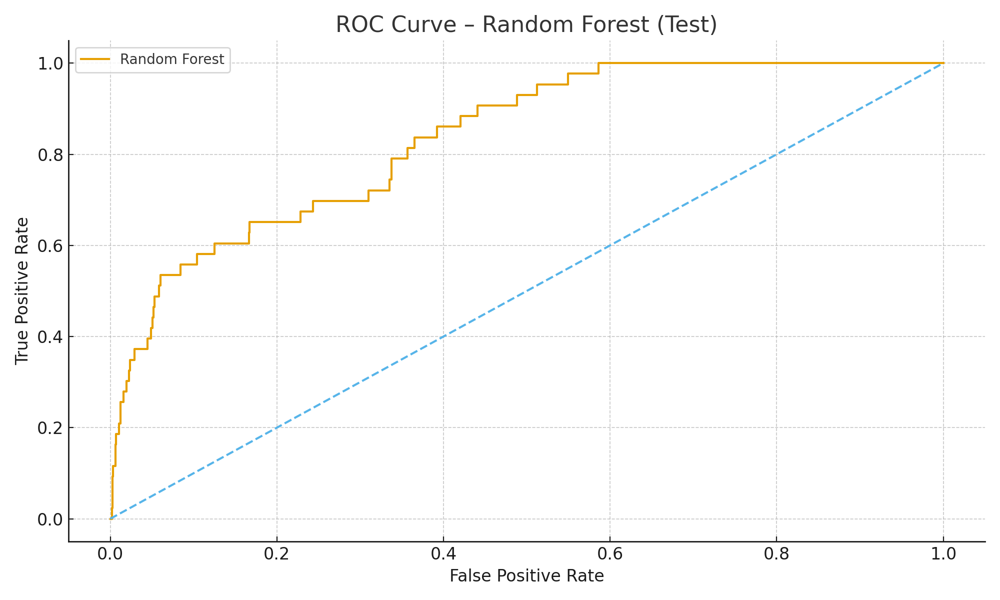 ROC Curve – Random Forest (Test)
Random Forest
1.0
0.8
0.6
0.4
0.2
0.0
True Positive Rate
0.0 0.2 0.4 0.6 0.8 1.0
False Positive Rate